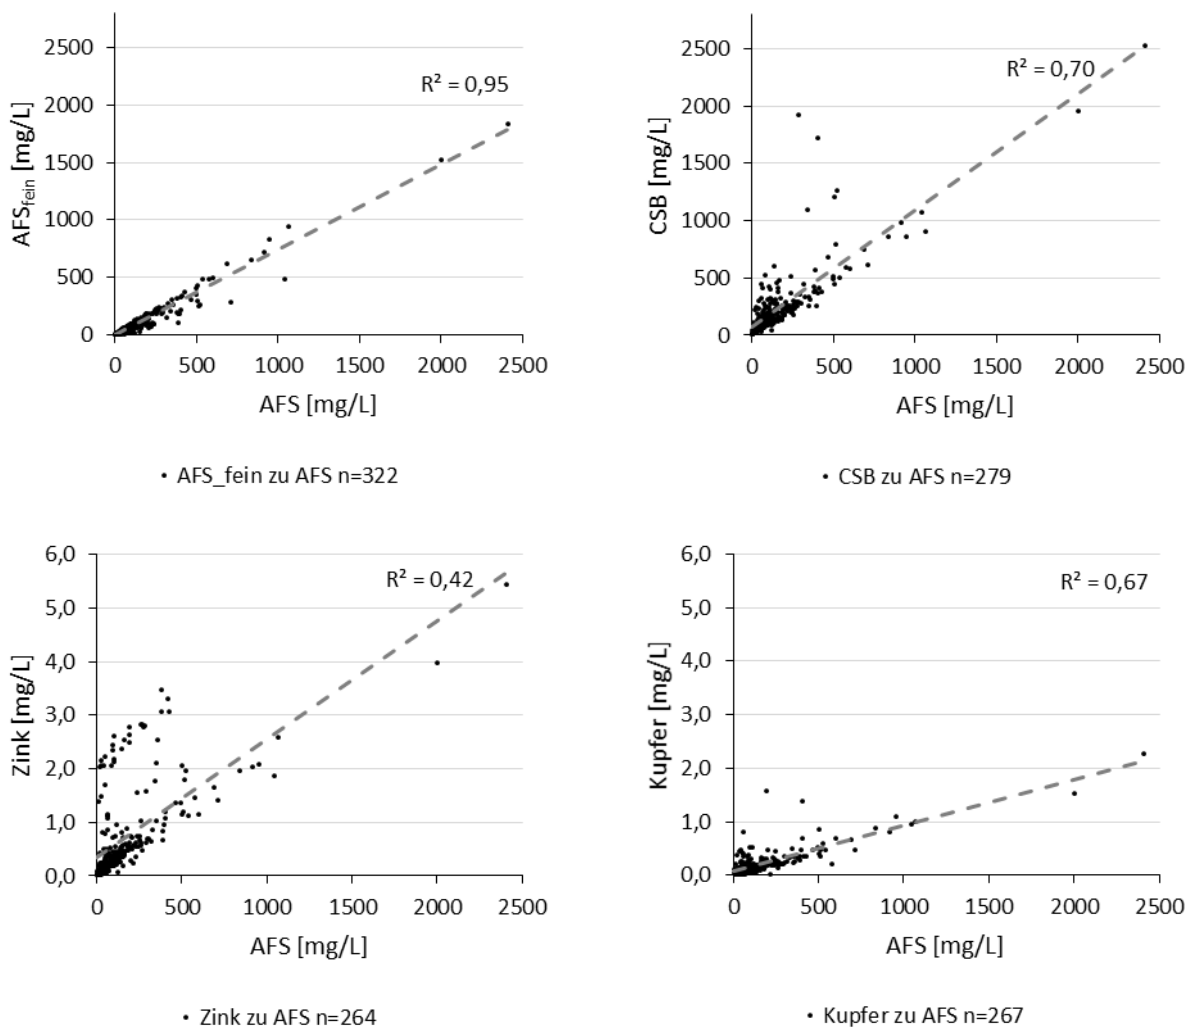 AFSfein [mg/L]
2500
2000
1500
1000
500
0
R² = 0,95
0 500 1000 1500 2000 2500
AFS [mg/L]
• AFS_fein zu AFS n=322
CSB [mg/L]
2500
2000
1500
1000
500
0
R² = 0,70
0 500 1000 1500 2000 2500
AFS [mg/L]
• CSB zu AFS n=279
Zink [mg/L]
6,0
5,0
4,0
3,0
2,0
1,0
0,0
R² = 0,42
0 500 1000 1500 2000 2500
AFS [mg/L]
• Zink zu AFS n=264
Kupfer [mg/L]
6,0
5,0
4,0
3,0
2,0
1,0
0,0
R² = 0,67
0 500 1000 1500 2000 2500
AFS [mg/L]
• Kupfer zu AFS n=267